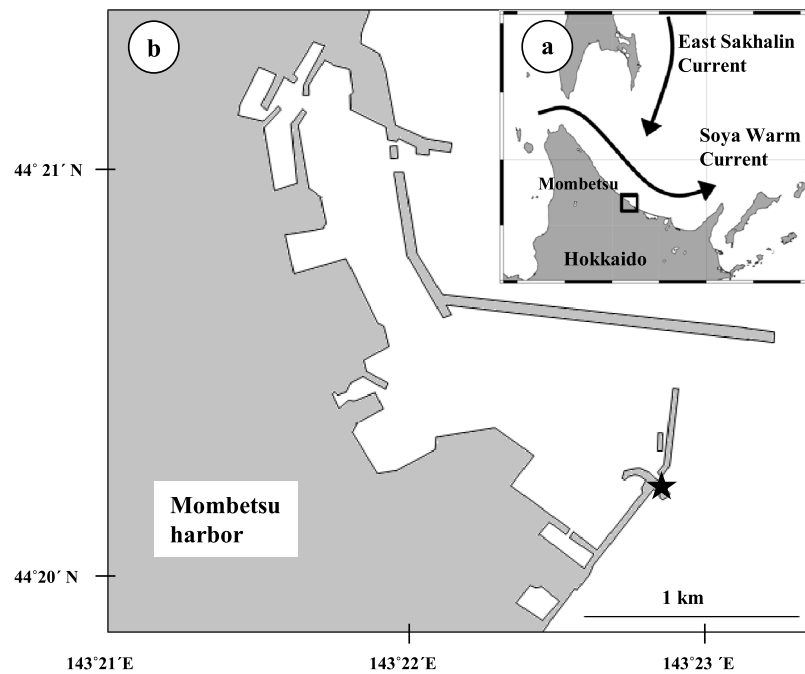 b
a
East Sakhalin
Current
Soya Warm
Current
Mombetsu
Hokkaido
44°21´ N
Mombetsu
harbor
44°20´ N
1 km
143°21´E
143°22´E
143°23 ´E